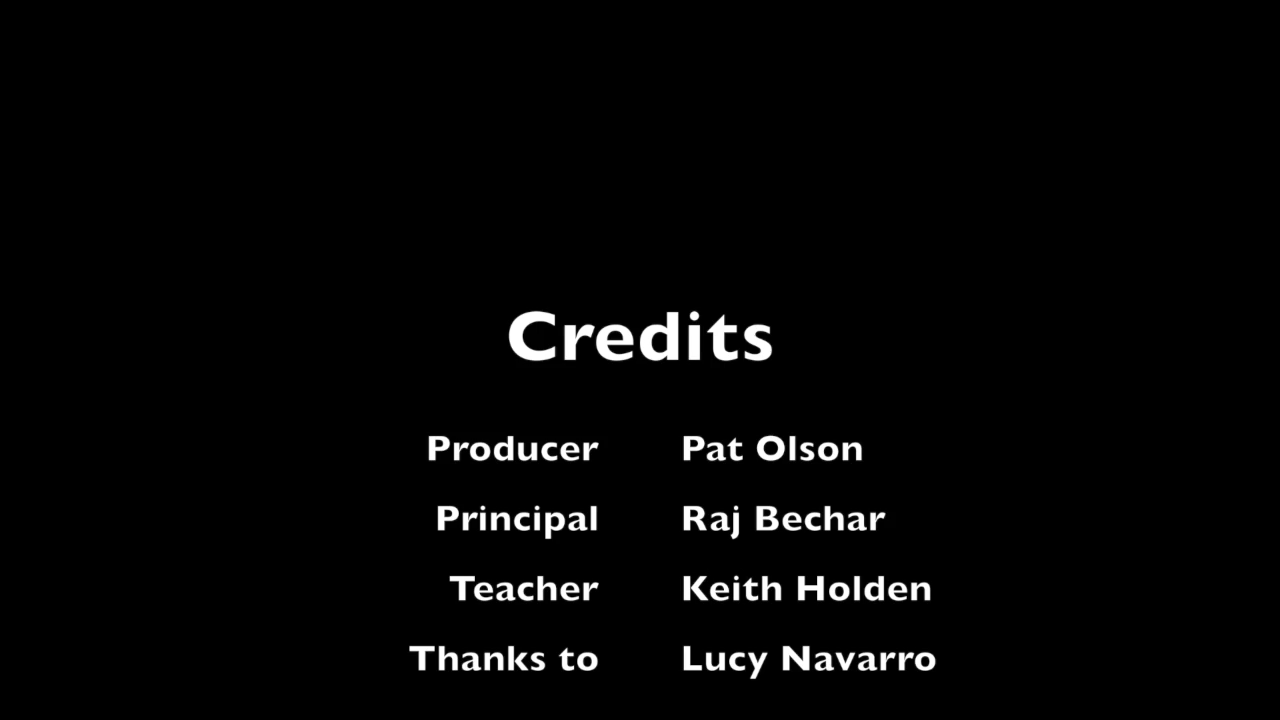 Credits
Producer Pat Olson
Principal Raj Bechar
Teacher Keith Holden
Thanks to Lucy Navarro